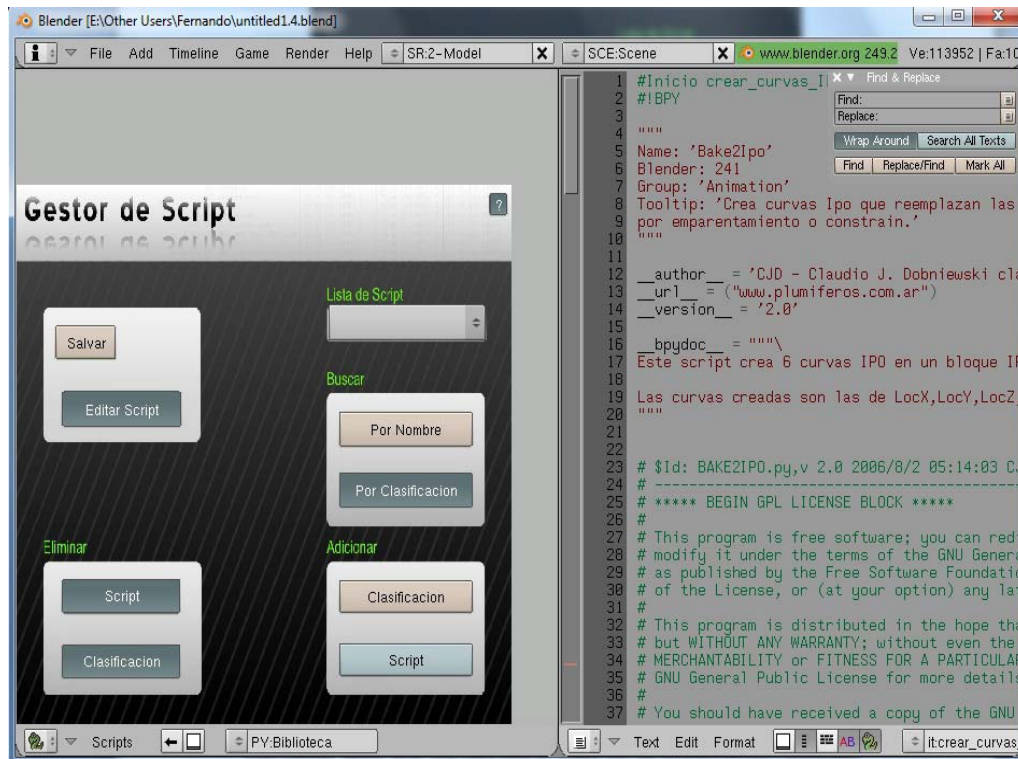 Blender [E:\Other Users\Fernando\untitled1.4.blend]
File Add Timeline Game Render Help SR:2-Model X SCE:Scene X www.blender.org 249.2 Ve:113952 | Fa:10
Gestor de Script
?
Lista de Script
Salvar
Editar Script
Buscar
Por Nombre
Por Clasificacion
Eliminar
Script
Clasificacion
Adicionar
Clasificacion
Script
Scripts PY:Biblioteca
X Find & Replace
Find:
Replace:
Wrap Around Search All Texts
Find Replace/Find Mark All
1 #Inicio crear_curvas_I
2 #!BPY
3
4 """
5 Name: 'Bake2Ipo'
6 Blender: 241
7 Group: 'Animation'
8 Tooltip: 'Crea curvas Ipo que reemplazan las
9 por emparentamiento o constrain.'
10 """
11
12 __author__ = 'CJD - Claudio J. Dobniewski cla
13 __url__ = ("www.plumiferos.com.ar")
14 __version__ = '2.0'
15
16 __bpydoc__ = """\
17 Este script crea 6 curvas IPO en un bloque IP
18
19 Las curvas creadas son las de LocX,LocY,LocZ,
20 """
21
22
23 # $Id: BAKE2IPO.py,v 2.0 2006/8/2 05:14:03 C
24 # --------------------------------------------
25 # ***** BEGIN GPL LICENSE BLOCK *****
26 #
27 # This program is free software; you can red
28 # modify it under the terms of the GNU Genera
29 # as published by the Free Software Foundatio
30 # of the License, or (at your option) any la
31 #
32 # This program is distributed in the hope tha
33 # but WITHOUT ANY WARRANTY; without even the
34 # MERCHANTABILITY or FITNESS FOR A PARTICULAR
35 # GNU General Public License for more details
36 #
37 # You should have received a copy of the GNU
Text Edit Format AB it:crear_curvas_